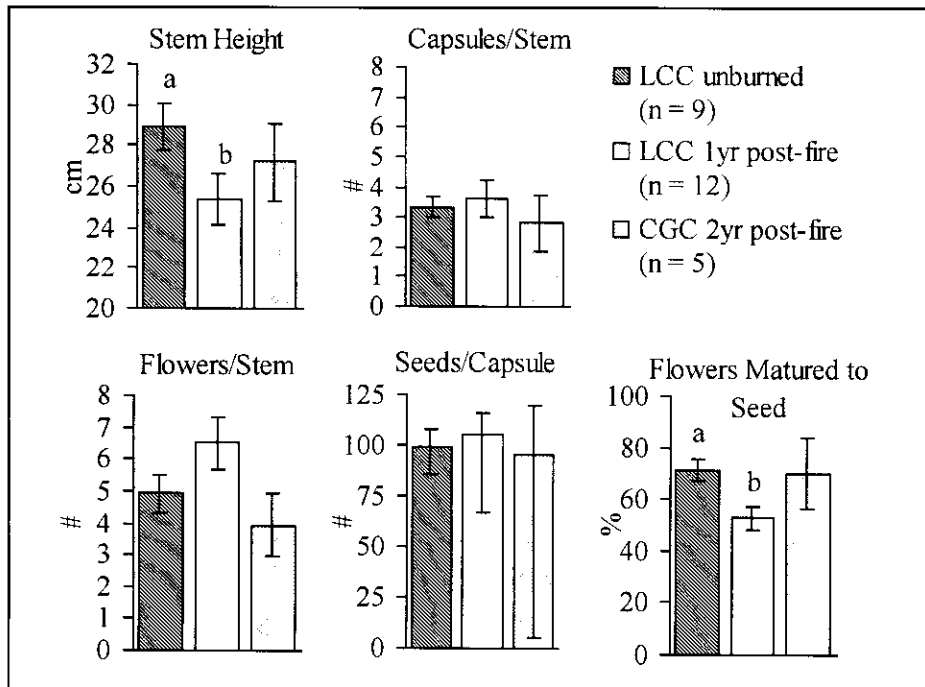 Stem Height
32
30
28
26
24
22
20
cm
a
b
Capsules/Stem
8
7
6
5
4
3
2
1
0
#
LCC unburned
(n = 9)
LCC 1yr post-fire
(n = 12)
CGC 2yr post-fire
(n = 5)
Flowers/Stem
8
7
6
5
4
3
2
1
0
#
Seeds/Capsule
125
100
75
50
25
0
#
Flowers Matured to
Seed
100
80
60
40
20
0
%
a
b